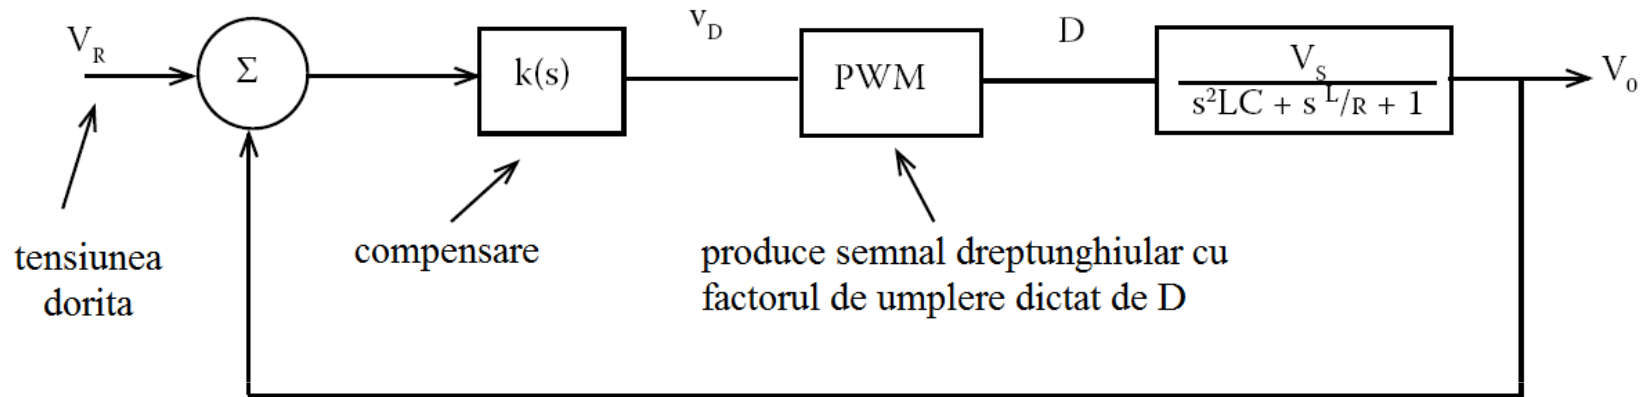 V_R
Σ
k(s)
v_D
PWM
D
V_s
s²LC + s L/R + 1
V_o
tensiunea
dorita
compensare
produce semnal dreptunghiular cu
factorul de umplere dictat de D